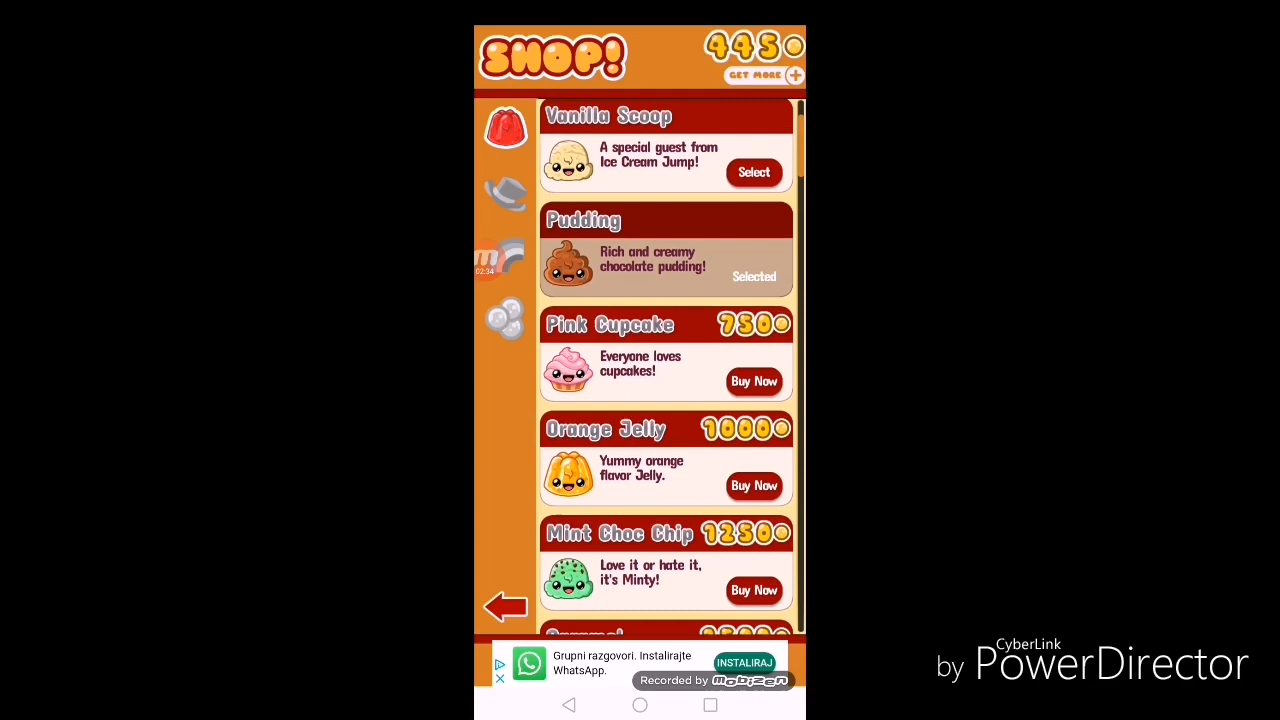 SHOP!
445
GET MORE
Vanilla Scoop
A special guest from
Ice Cream Jump!
Select
Pudding
Rich and creamy
chocolate pudding!
Selected
02:34
Pink Cupcake 750
Everyone loves
cupcakes!
Buy Now
Orange Jelly 1000
Yummy orange
flavor Jelly.
Buy Now
Mint Choc Chip 1250
Love it or hate it,
it's Minty!
Buy Now
Grupni razgovori. Instalirajte
WhatsApp.
INSTALIRAJ
Recorded by mobizen
CyberLink
by PowerDirector